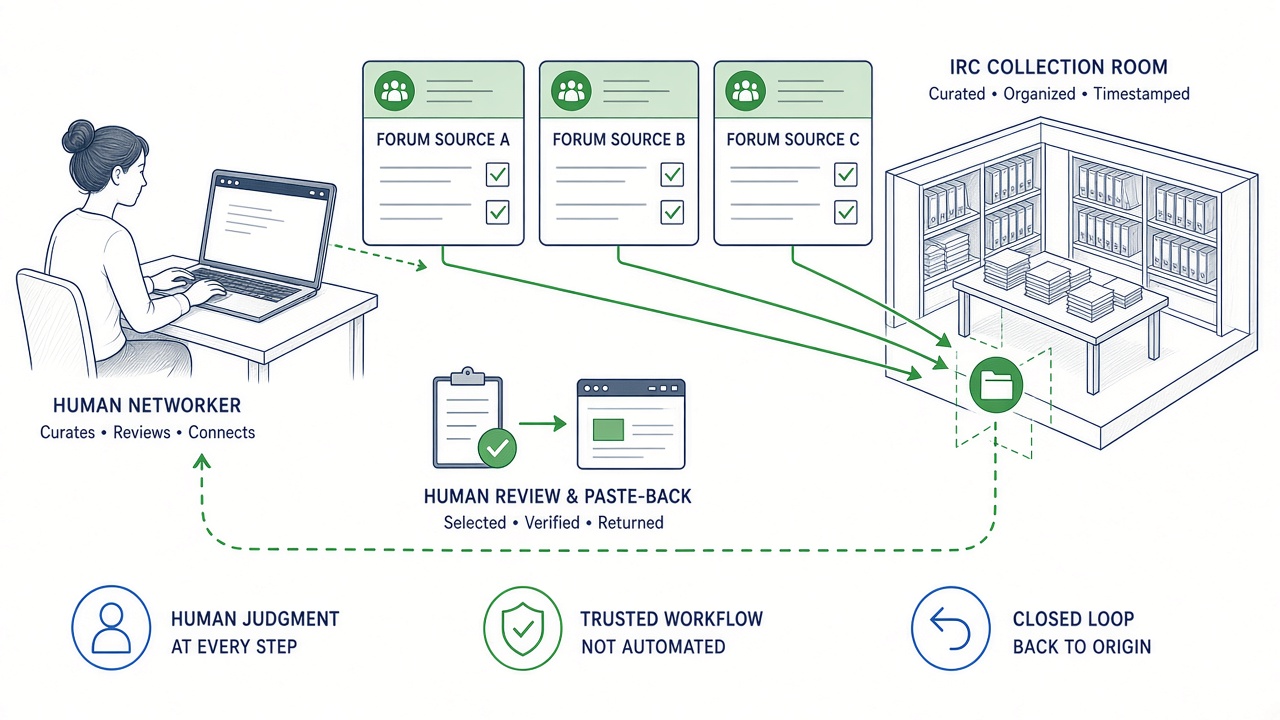 FORUM SOURCE A
FORUM SOURCE B
FORUM SOURCE C
IRC COLLECTION ROOM
Curated • Organized • Timestamped
HUMAN NETWORKER
Curates • Reviews • Connects
HUMAN REVIEW & PASTE-BACK
Selected • Verified • Returned
HUMAN JUDGMENT
AT EVERY STEP
TRUSTED WORKFLOW
NOT AUTOMATED
CLOSED LOOP
BACK TO ORIGIN